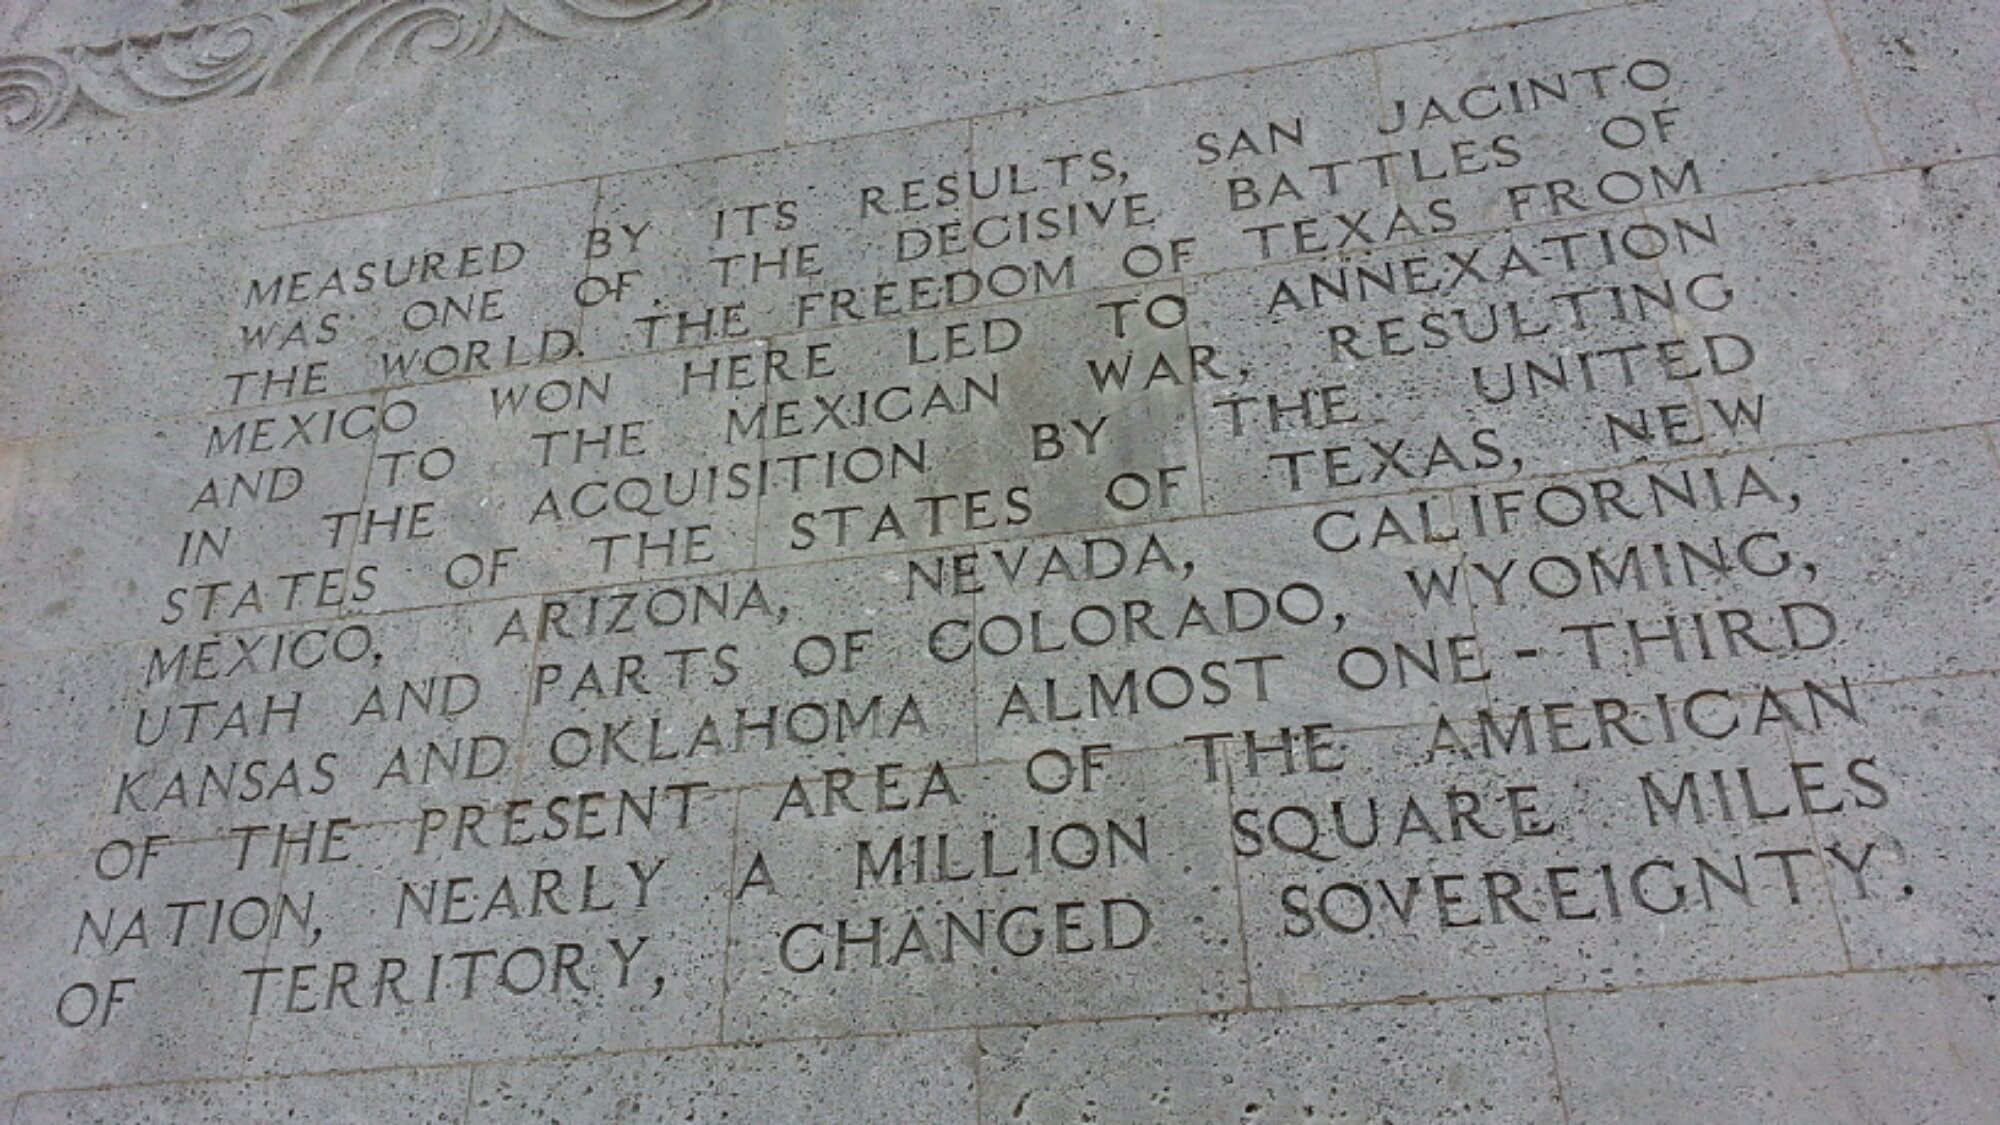 MEASURED BY ITS RESULTS, SAN JACINTO
WAS ONE OF THE DECISIVE BATTLES OF
THE WORLD. THE FREEDOM OF TEXAS FROM
MEXICO WON HERE LED TO ANNEXATION
AND TO THE MEXICAN WAR, RESULTING
IN THE ACQUISITION BY THE UNITED
STATES OF THE STATES OF TEXAS, NEW
MEXICO, ARIZONA, NEVADA, CALIFORNIA,
UTAH AND PARTS OF COLORADO, WYOMING,
KANSAS AND OKLAHOMA ALMOST ONE-THIRD
OF THE PRESENT AREA OF THE AMERICAN
NATION, NEARLY A MILLION SQUARE MILES
OF TERRITORY, CHANGED SOVEREIGNTY.